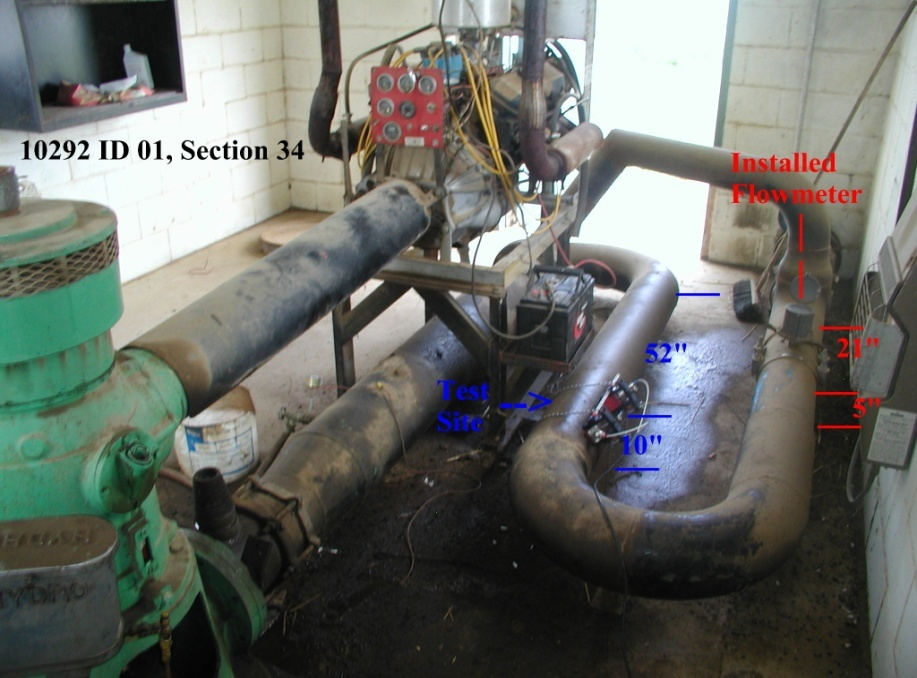 10292 ID 01, Section 34
Installed
Flowmeter
52"
21"
Test
Site
5"
10"